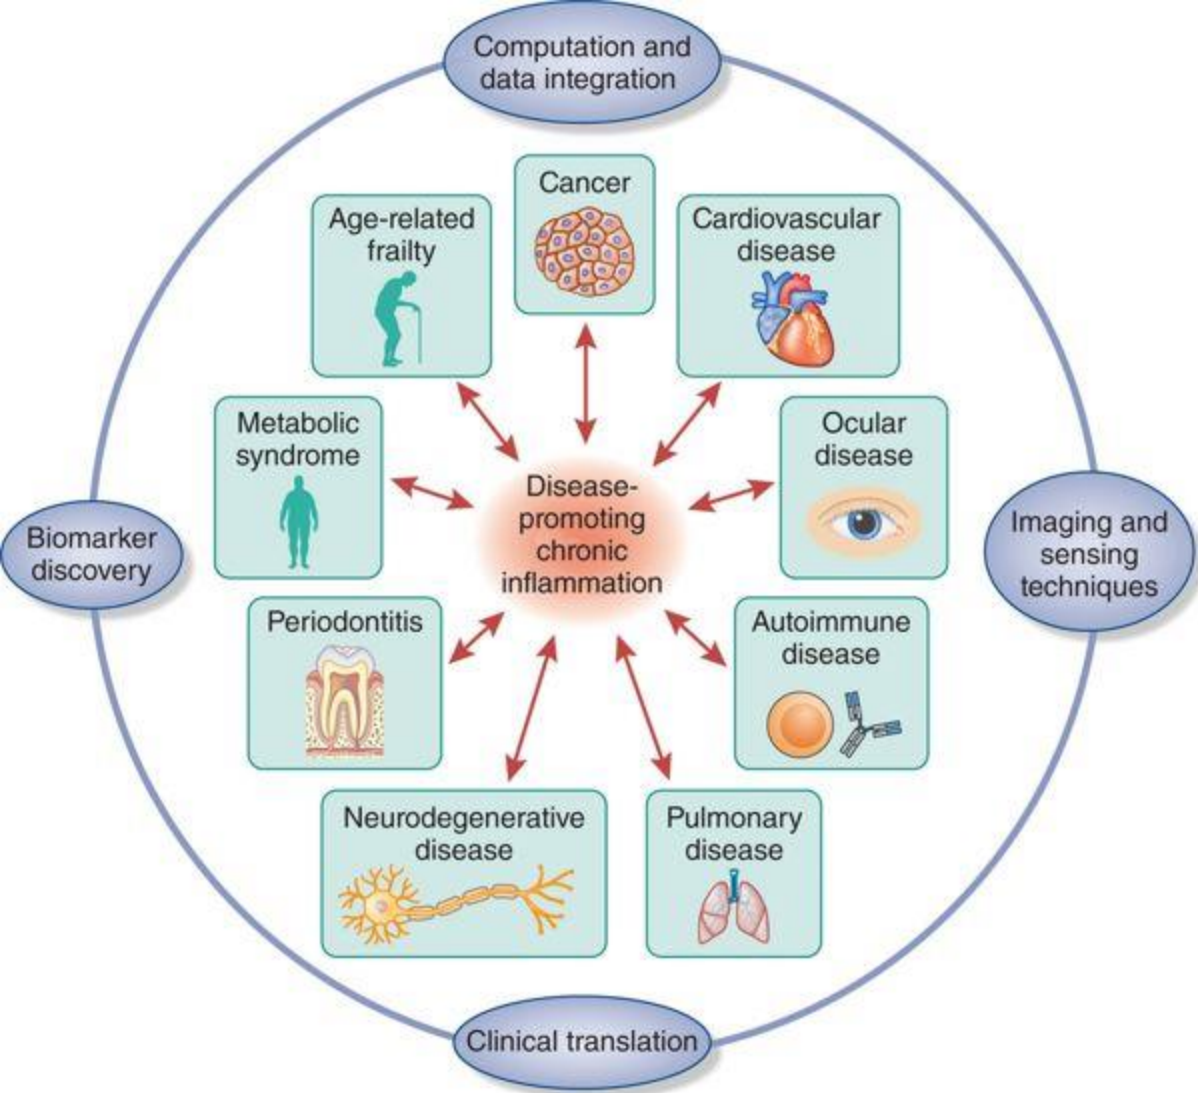 Computation and
data integration
Cancer
Age-related
frailty
Cardiovascular
disease
Metabolic
syndrome
Ocular
disease
Disease-
promoting
chronic
inflammation
Biomarker
discovery
Imaging and
sensing
techniques
Periodontitis
Autoimmune
disease
Neurodegenerative
disease
Pulmonary
disease
Clinical translation